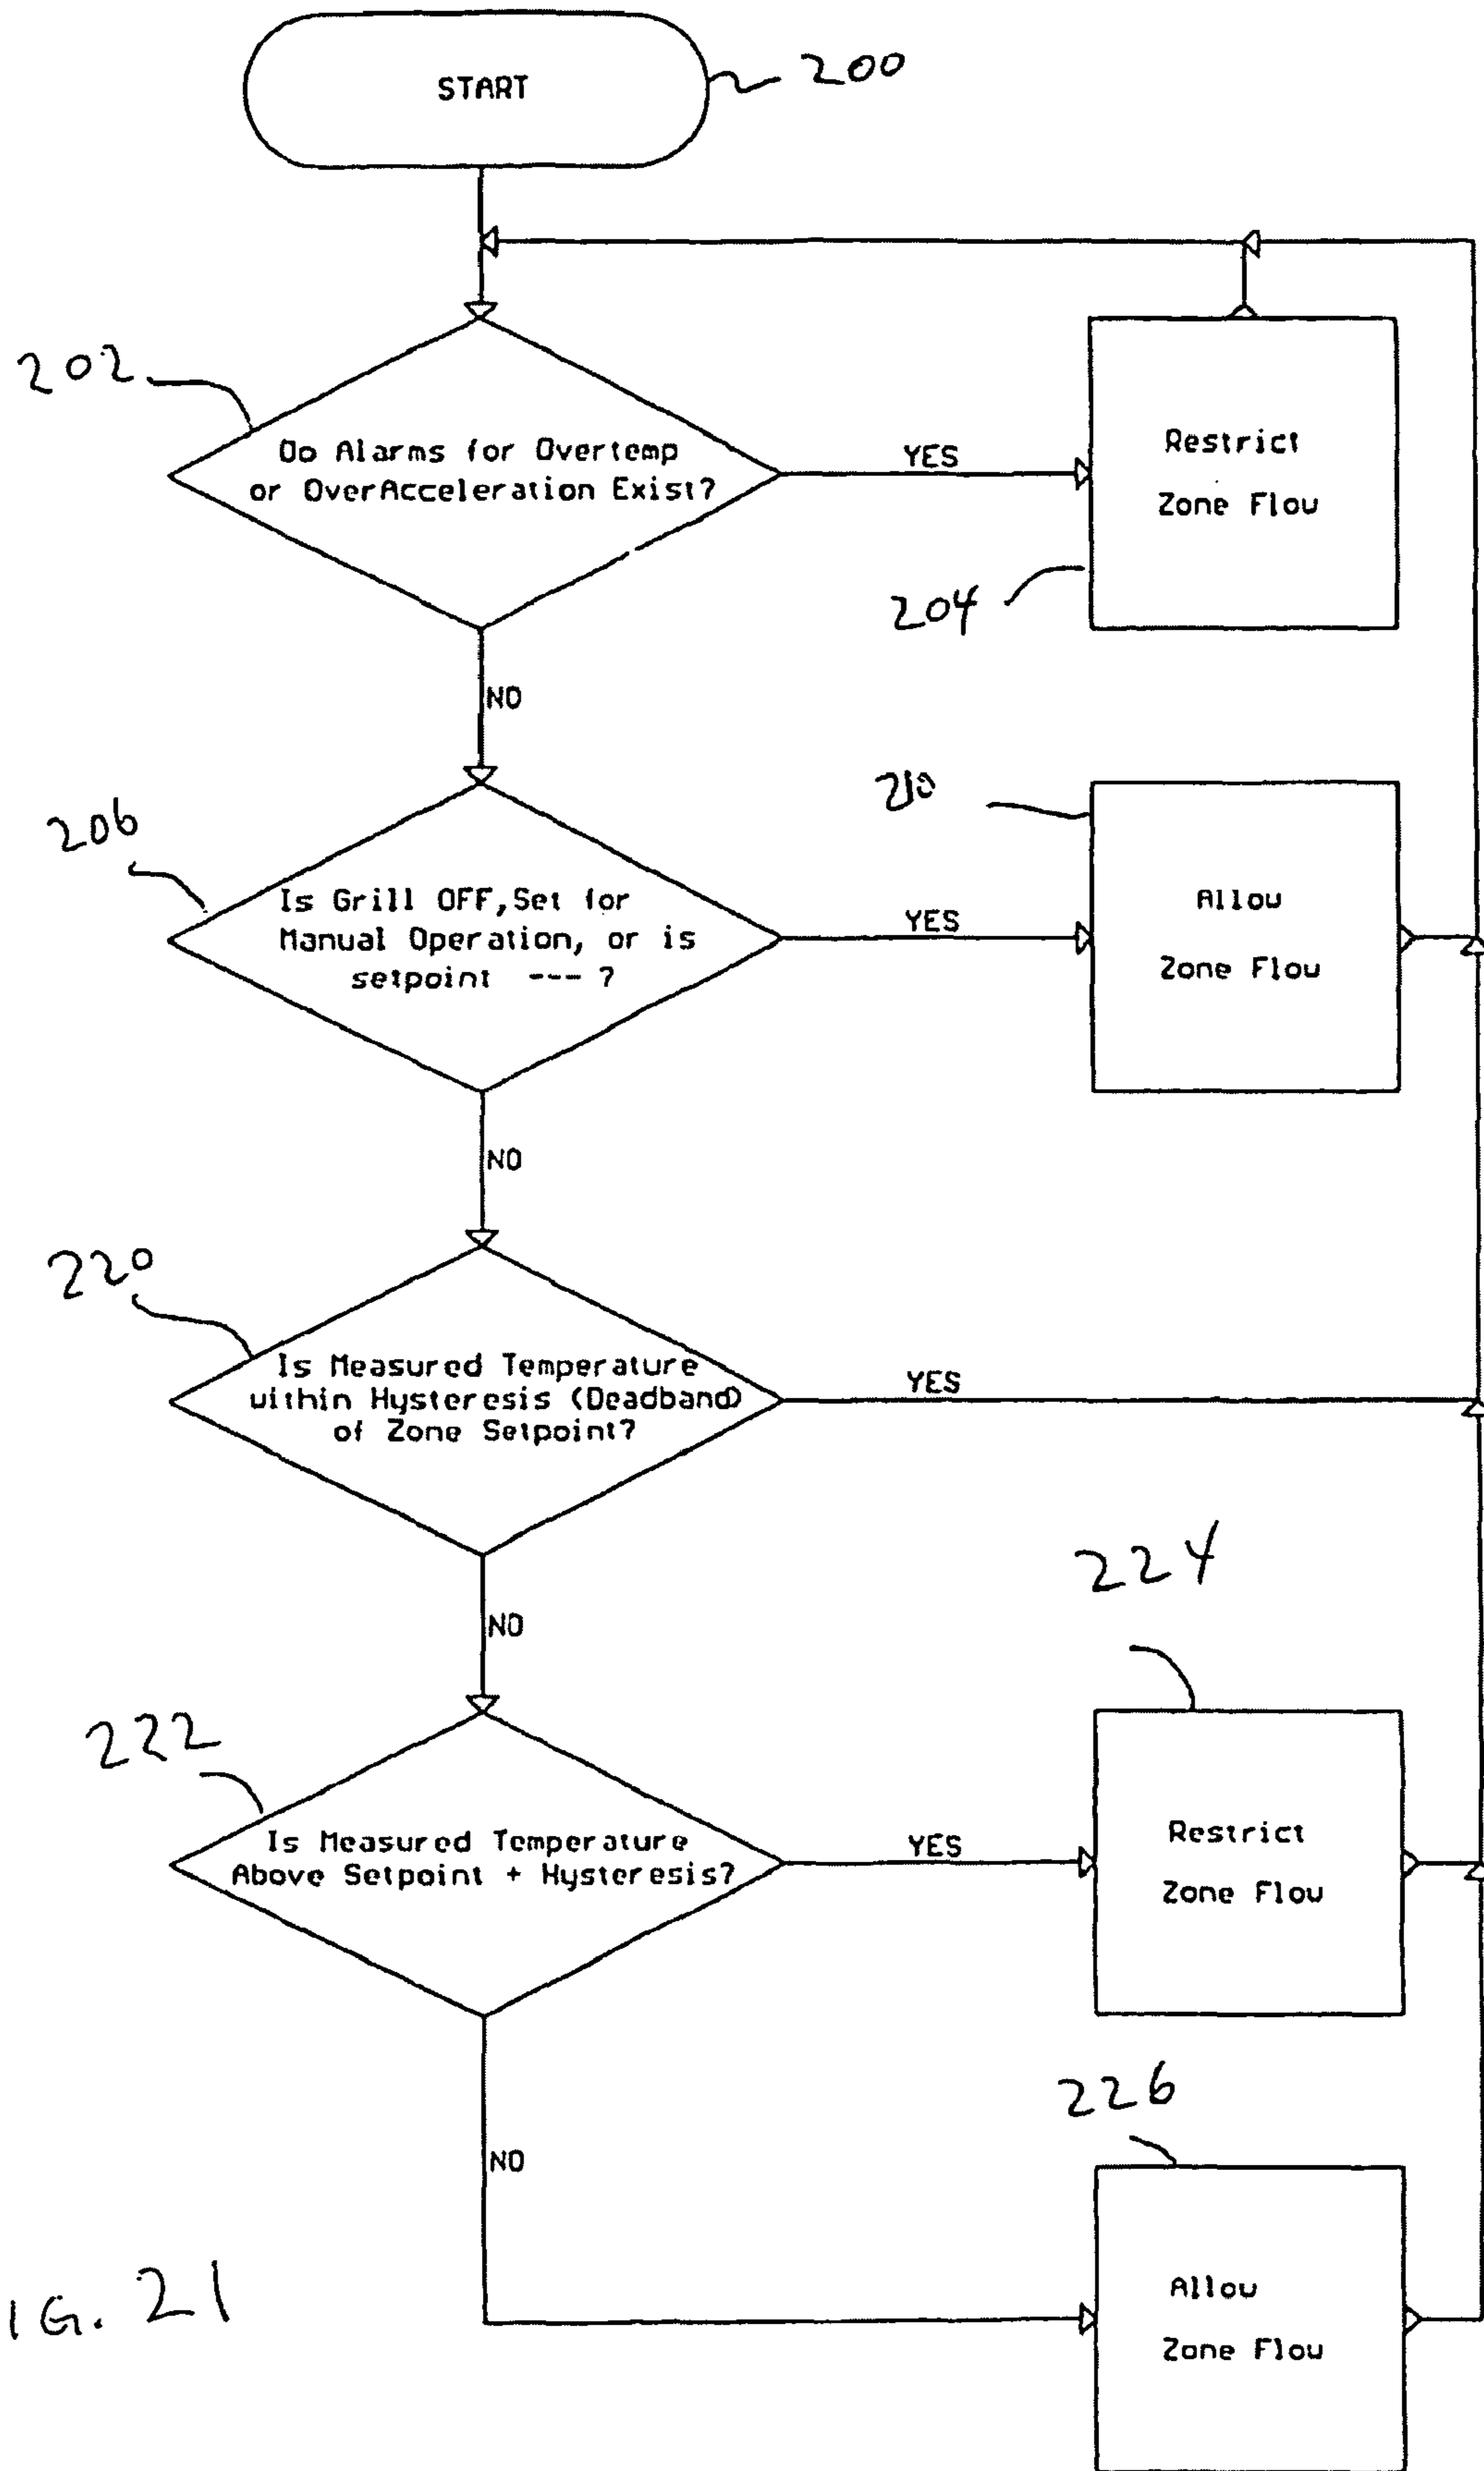 START
200
202
Do Alarms for Overtemp
or OverAcceleration Exist?
YES
Restrict
Zone Flow
204
NO
206
Is Grill OFF, Set for
Manual Operation, or is
setpoint --- ?
YES
210
Allow
Zone Flow
NO
220
Is Measured Temperature
within Hysteresis (Deadband)
of Zone Setpoint?
YES
NO
222
Is Measured Temperature
Above Setpoint + Hysteresis?
YES
224
Restrict
Zone Flow
NO
226
Allow
Zone Flow
IG. 21